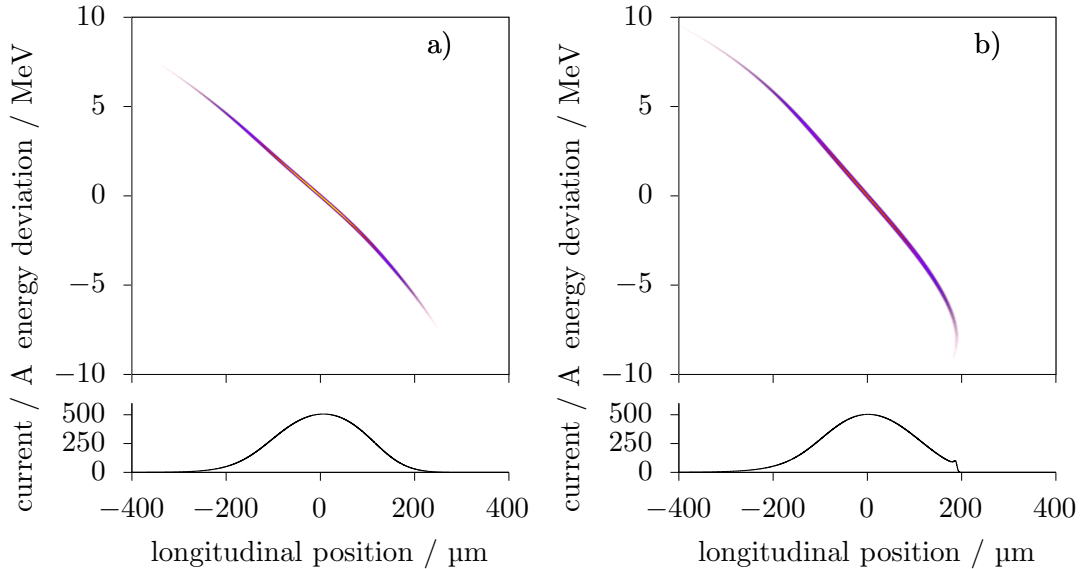 a)
10
5
0
−5
−10
energy deviation / MeV
500
250
0
current / A
−400 −200 0 200 400
longitudinal position / µm
b)
10
5
0
−5
−10
energy deviation / MeV
500
250
0
current / A
−400 −200 0 200 400
longitudinal position / µm